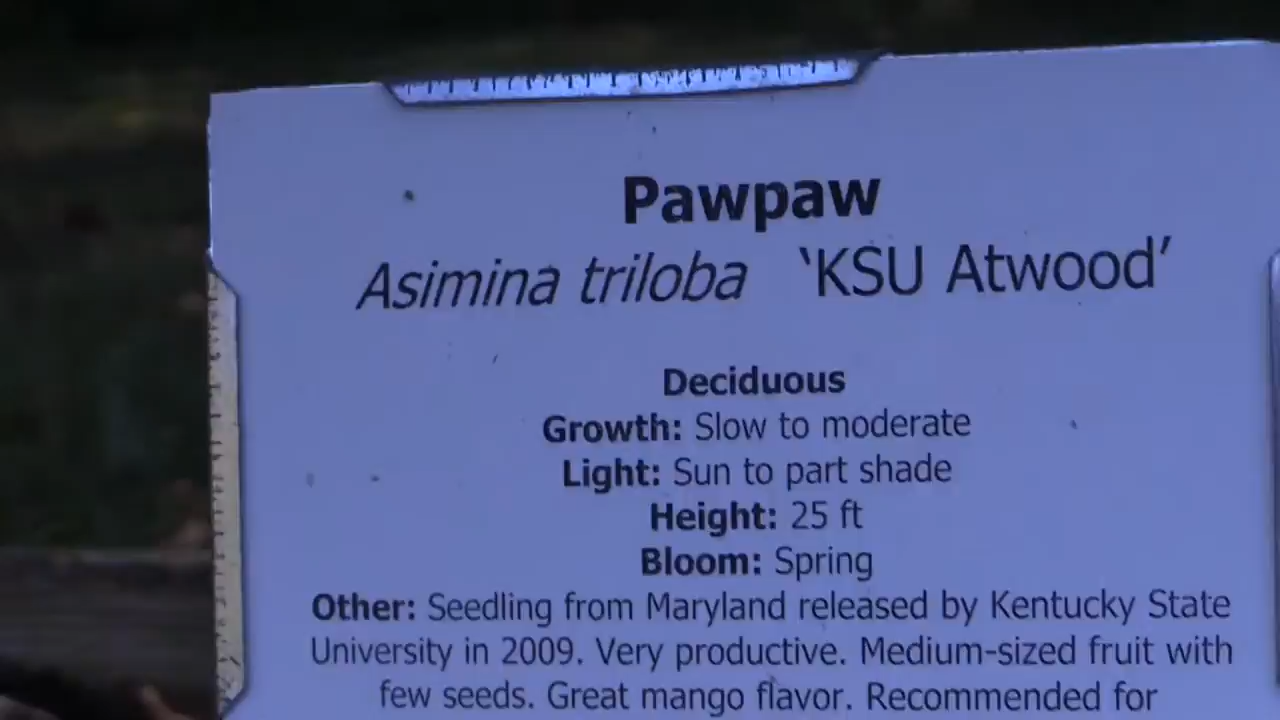 Pawpaw
Asimina triloba 'KSU Atwood'
Deciduous
Growth: Slow to moderate
Light: Sun to part shade
Height: 25 ft
Bloom: Spring
Other: Seedling from Maryland released by Kentucky State
University in 2009. Very productive. Medium-sized fruit with
few seeds. Great mango flavor. Recommended for